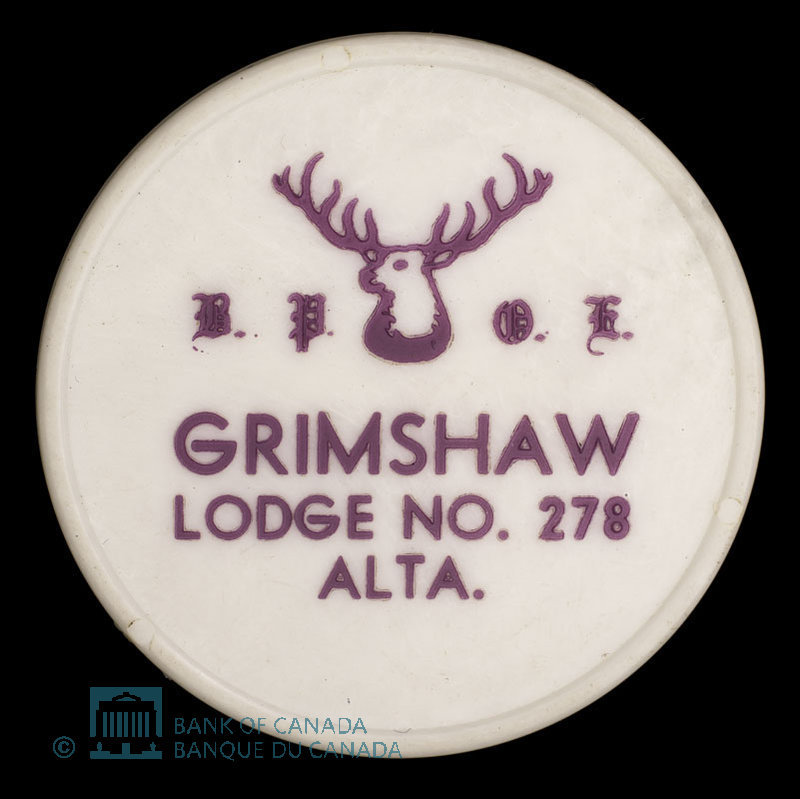 B. P. O. E.
GRIMSHAW
LODGE NO. 278
ALTA.
© BANK OF CANADA
BANQUE DU CANADA